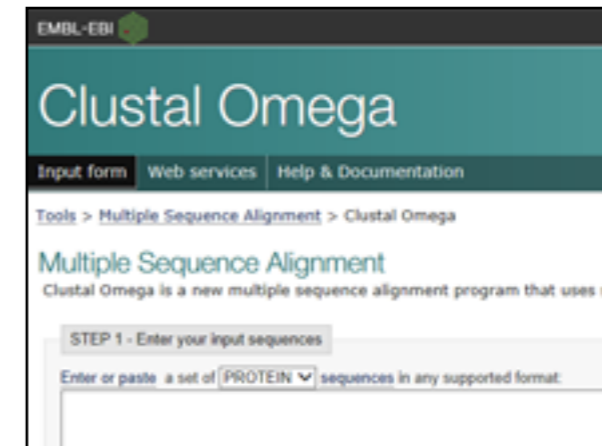 EMBL-EBI
Clustal Omega
Input form Web services Help & Documentation
Tools > Multiple Sequence Alignment > Clustal Omega
Multiple Sequence Alignment
Clustal Omega is a new multiple sequence alignment program that uses
STEP 1 - Enter your input sequences
Enter or paste a set of PROTEIN sequences in any supported format: